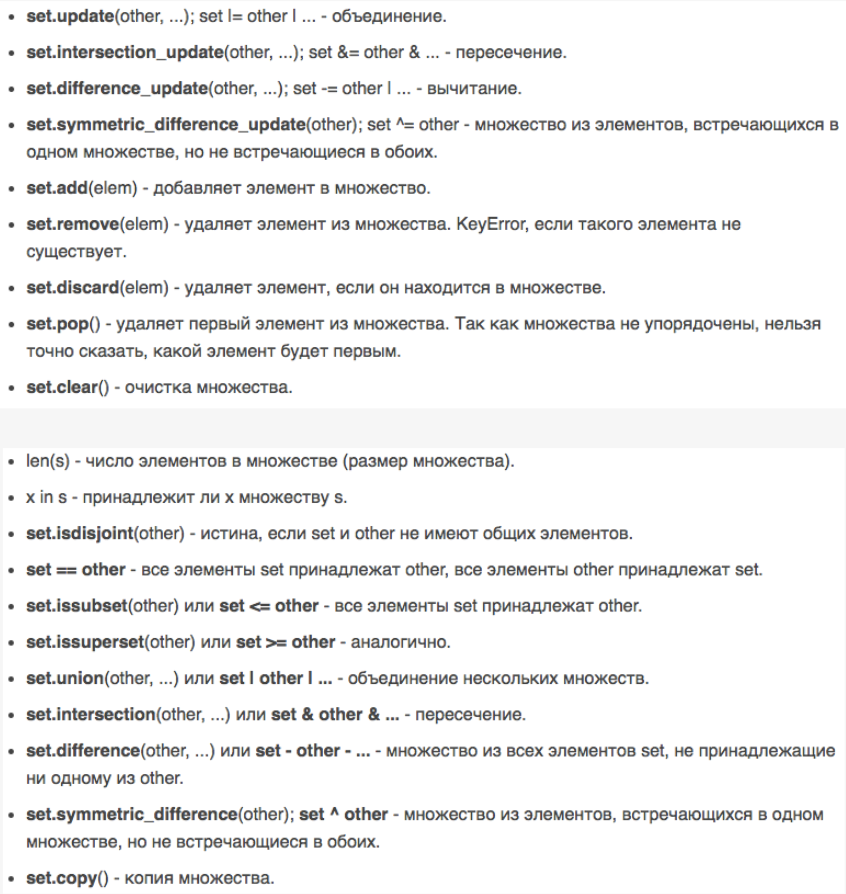 • set.update(other, ...); set |= other | ... - объединение.
• set.intersection_update(other, ...); set &= other & ... - пересечение.
• set.difference_update(other, ...); set -= other | ... - вычитание.
• set.symmetric_difference_update(other); set ^= other - множество из элементов, встречающихся в
одном множестве, но не встречающиеся в обоих.
• set.add(elem) - добавляет элемент в множество.
• set.remove(elem) - удаляет элемент из множества. KeyError, если такого элемента не
существует.
• set.discard(elem) - удаляет элемент, если он находится в множестве.
• set.pop() - удаляет первый элемент из множества. Так как множества не упорядочены, нельзя
точно сказать, какой элемент будет первым.
• set.clear() - очистка множества.
• len(s) - число элементов в множестве (размер множества).
• x in s - принадлежит ли x множеству s.
• set.isdisjoint(other) - истина, если set и other не имеют общих элементов.
• set == other - все элементы set принадлежат other, все элементы other принадлежат set.
• set.issubset(other) или set <= other - все элементы set принадлежат other.
• set.issuperset(other) или set >= other - аналогично.
• set.union(other, ...) или set | other | ... - объединение нескольких множеств.
• set.intersection(other, ...) или set & other & ... - пересечение.
• set.difference(other, ...) или set - other - ... - множество из всех элементов set, не принадлежащие
ни одному из other.
• set.symmetric_difference(other); set ^ other - множество из элементов, встречающихся в одном
множестве, но не встречающиеся в обоих.
• set.copy() - копия множества.